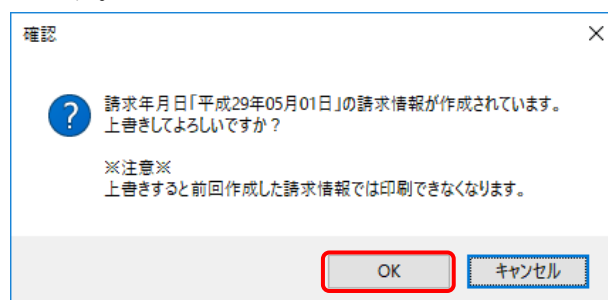 確認
請求年月日「平成29年05月01日」の請求情報が作成されています。
上書きしてよろしいですか？
※注意※
上書きすると前回作成した請求情報では印刷できなくなります。
OK
キャンセル